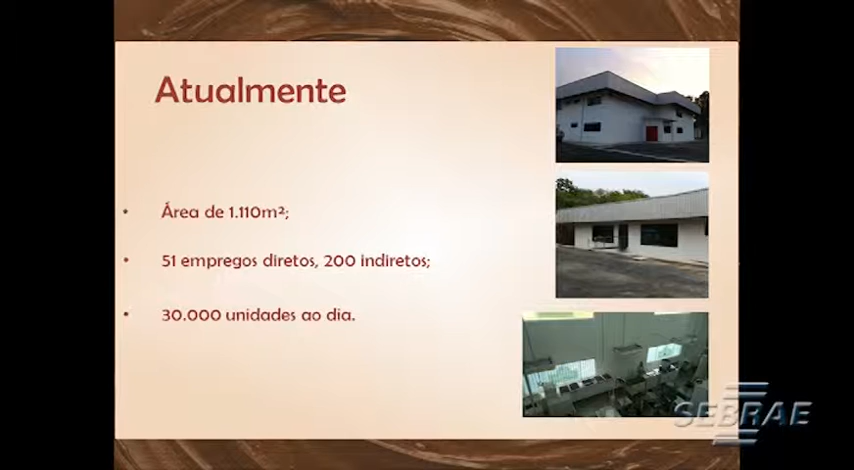 Atualmente
• Área de 1.110m²;
• 51 empregos diretos, 200 indiretos;
• 30.000 unidades ao dia.
SEBRAE